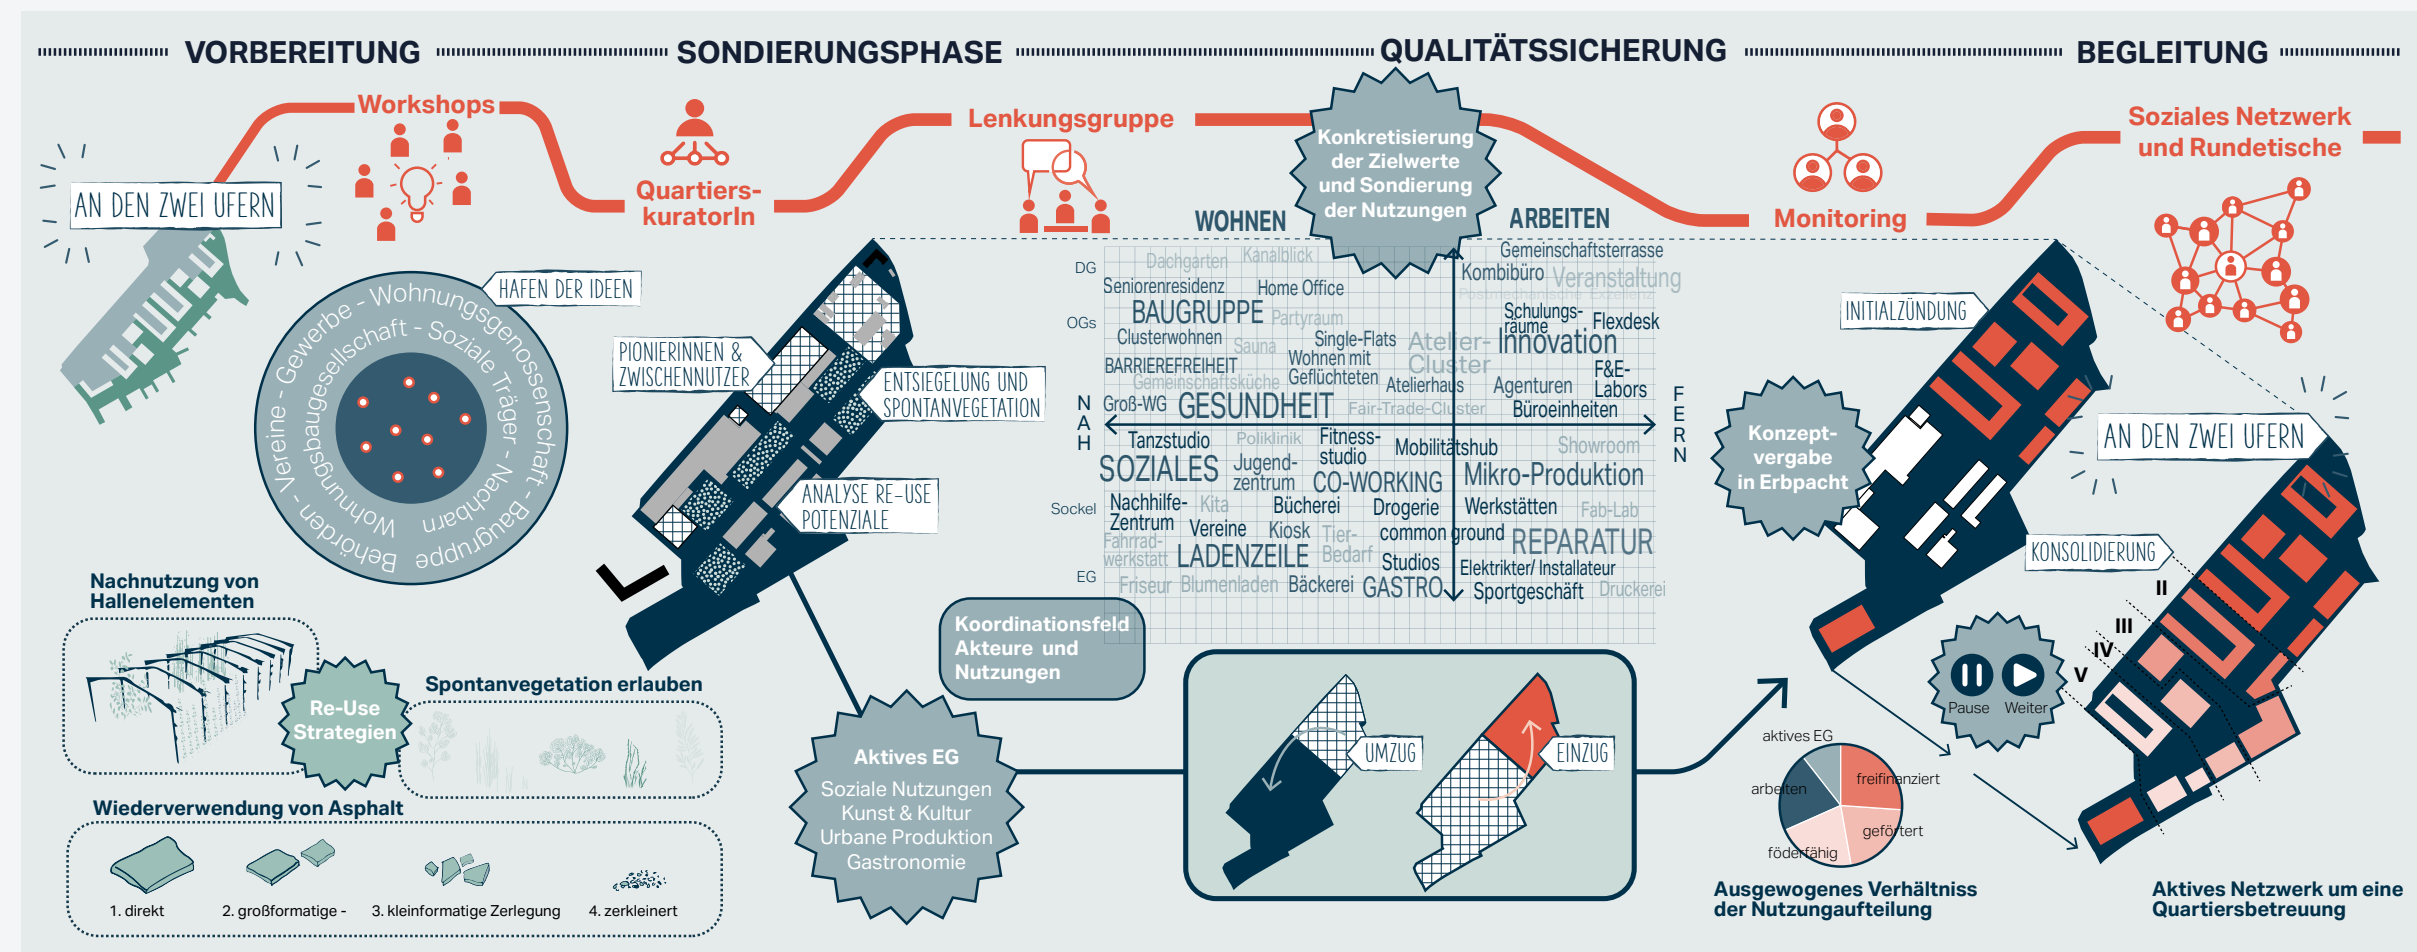 VORBEREITUNG
SONDIERUNGSPHASE
QUALITÄTSSICHERUNG
BEGLEITUNG
Workshops
Quartiers-
kuratorIn
Lenkungsgruppe
Konkretisierung
der Zielwerte
und Sondierung
der Nutzungen
Monitoring
Soziales Netzwerk
und Rundetische
AN DEN ZWEI UFERN
HAFEN DER IDEEN
Behörden - Vereine - Gewerbe - Wohnungsgenossenschaft - Baugruppe
Wohnungsbaugesellschaft - Soziale Träger - Nachbarn
PIONIERINNEN &
ZWISCHENNUTZER
ENTSIEGELUNG UND
SPONTANVEGETATION
ANALYSE RE-USE
POTENZIALE
Nachnutzung von
Hallenelementen
Re-Use
Strategien
Spontanvegetation erlauben
Wiederverwendung von Asphalt
1. direkt
2. großformatige -
3. kleinformatige Zerlegung
4. zerkleinert
Aktives EG
Soziale Nutzungen
Kunst & Kultur
Urbane Produktion
Gastronomie
Koordinationsfeld
Akteure und
Nutzungen
WOHNEN
ARBEITEN
DG
OGs
NAH
FERN
Sockel
EG
Dachgarten
Kanalblick
Gemeinschaftsterrasse
Kombibüro
Veranstaltung
Seniorenresidenz
Home Office
BAUGRUPPE
Partyraum
Schulungs-
räume
Flexdesk
Clusterwohnen
Sauna
Single-Flats
Atelier-
Cluster
Innovation
BARRIEREFREIHEIT
Wohnen mit
Geflüchteten
F&E-
Labors
Gemeinschaftsküche
Atelierhaus
Agenturen
Groß-WG
GESUNDHEIT
Fair-Trade-Cluster
Büroeinheiten
Tanzstudio
Poliklinik
Fitness-
studio
Mobilitätshub
Showroom
SOZIALES
Jugend-
zentrum
CO-WORKING
Mikro-Produktion
Nachhilfe-
Zentrum
Kita
Bücherei
Drogerie
Werkstätten
Fab-Lab
Vereine
Kiosk
Tier-
Bedarf
common ground
REPARATUR
Fahrrad-
werkstatt
LADENZEILE
Studios
Elektrikter/ Installateur
Friseur
Blumenladen
Bäckerei
GASTRO
Sportgeschäft
Druckerei
UMZUG
EINZUG
INITIALZÜNDUNG
Konzept-
vergabe
in Erbpacht
AN DEN ZWEI UFERN
KONSOLIDIERUNG
II
III
IV
V
Pause
Weiter
aktives EG
freifinanziert
arbeiten
geförtert
föderfähig
Ausgewogenes Verhältniss
der Nutzungaufteilung
Aktives Netzwerk um eine
Quartiersbetreuung